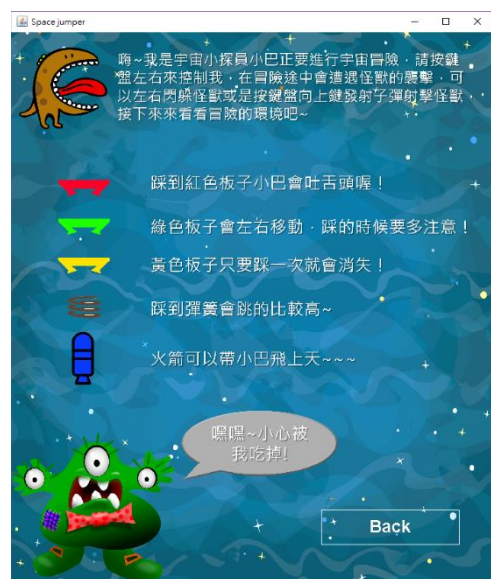 Space jumper
嗨~我是宇宙小探員小巴正要進行宇宙冒險，請按鍵
盤左右來控制我，在冒險途中會遭遇怪獸的襲擊，可
以左右閃躲怪獸或是按鍵盤向上鍵發射子彈射擊怪獸，
接下來來看看冒險的環境吧~
踩到紅色板子小巴會吐舌頭喔！
綠色板子會左右移動，踩的時候要多注意！
黃色板子只要踩一次就會消失！
踩到彈簧會跳的比較高~
火箭可以帶小巴飛上天~~~
嘿嘿~小心被
我吃掉!
Back